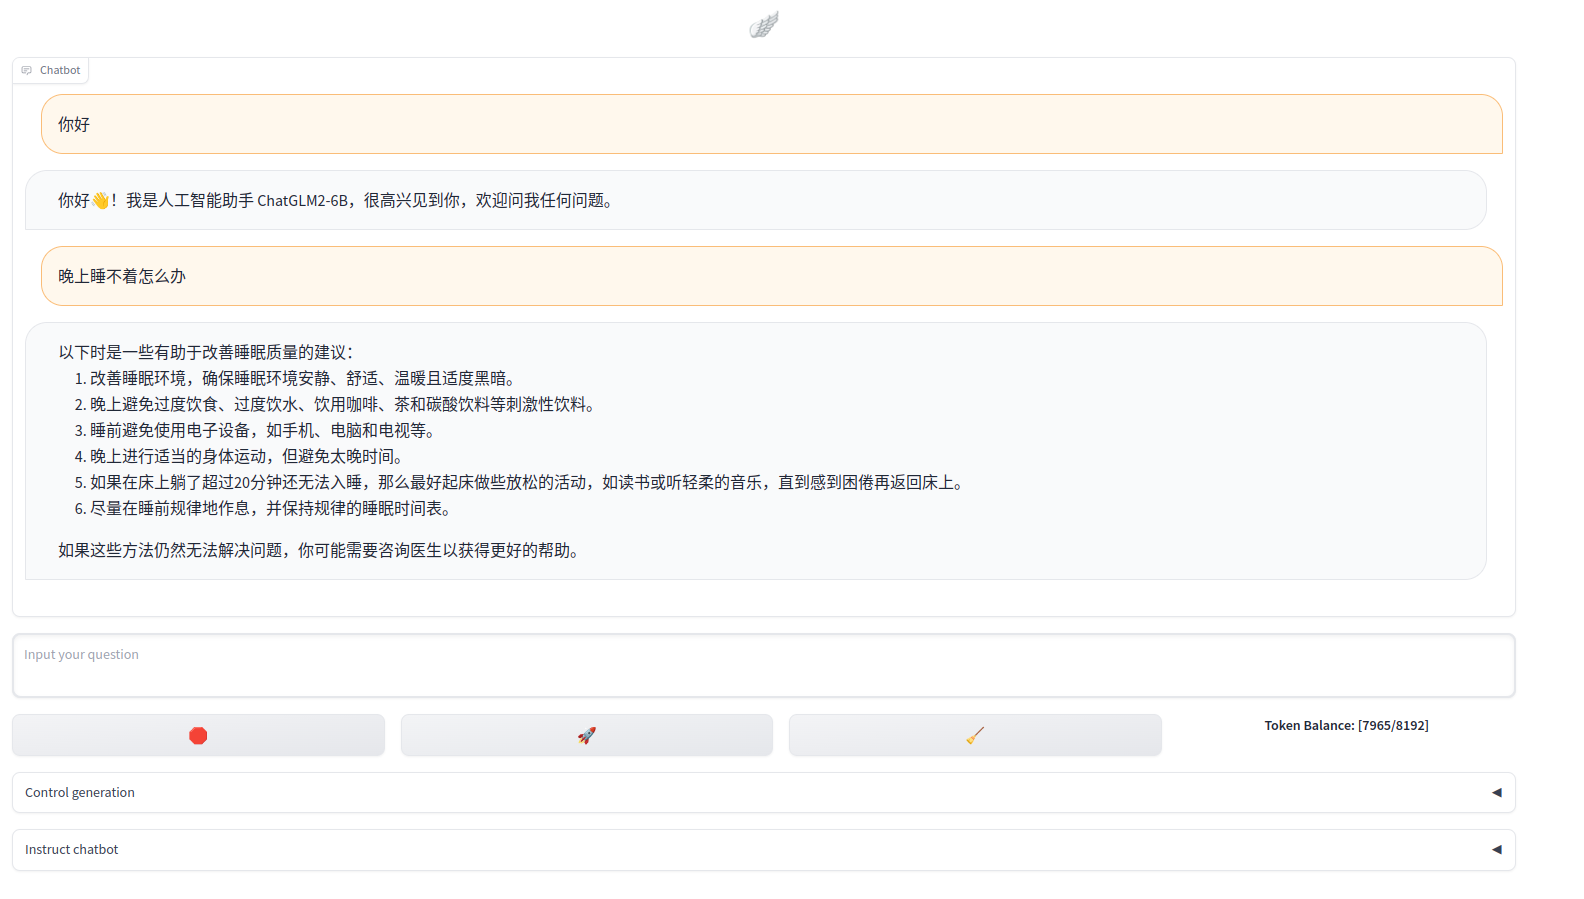 Chatbot
你好
你好👋！我是人工智能助手 ChatGLM2-6B，很高兴见到你，欢迎问我任何问题。
晚上睡不着怎么办
以下时是一些有助于改善睡眠质量的建议：
1. 改善睡眠环境，确保睡眠环境安静、舒适、温暖且适度黑暗。
2. 晚上避免过度饮食、过度饮水、饮用咖啡、茶和碳酸饮料等刺激性饮料。
3. 睡前避免使用电子设备，如手机、电脑和电视等。
4. 晚上进行适当的身体运动，但避免太晚时间。
5. 如果在床上躺了超过20分钟还无法入睡，那么最好起床做些放松的活动，如读书或听轻柔的音乐，直到感到困倦再返回床上。
6. 尽量在睡前规律地作息，并保持规律的睡眠时间表。
如果这些方法仍然无法解决问题，你可能需要咨询医生以获得更好的帮助。
Input your question
Token Balance: [7965/8192]
Control generation
Instruct chatbot